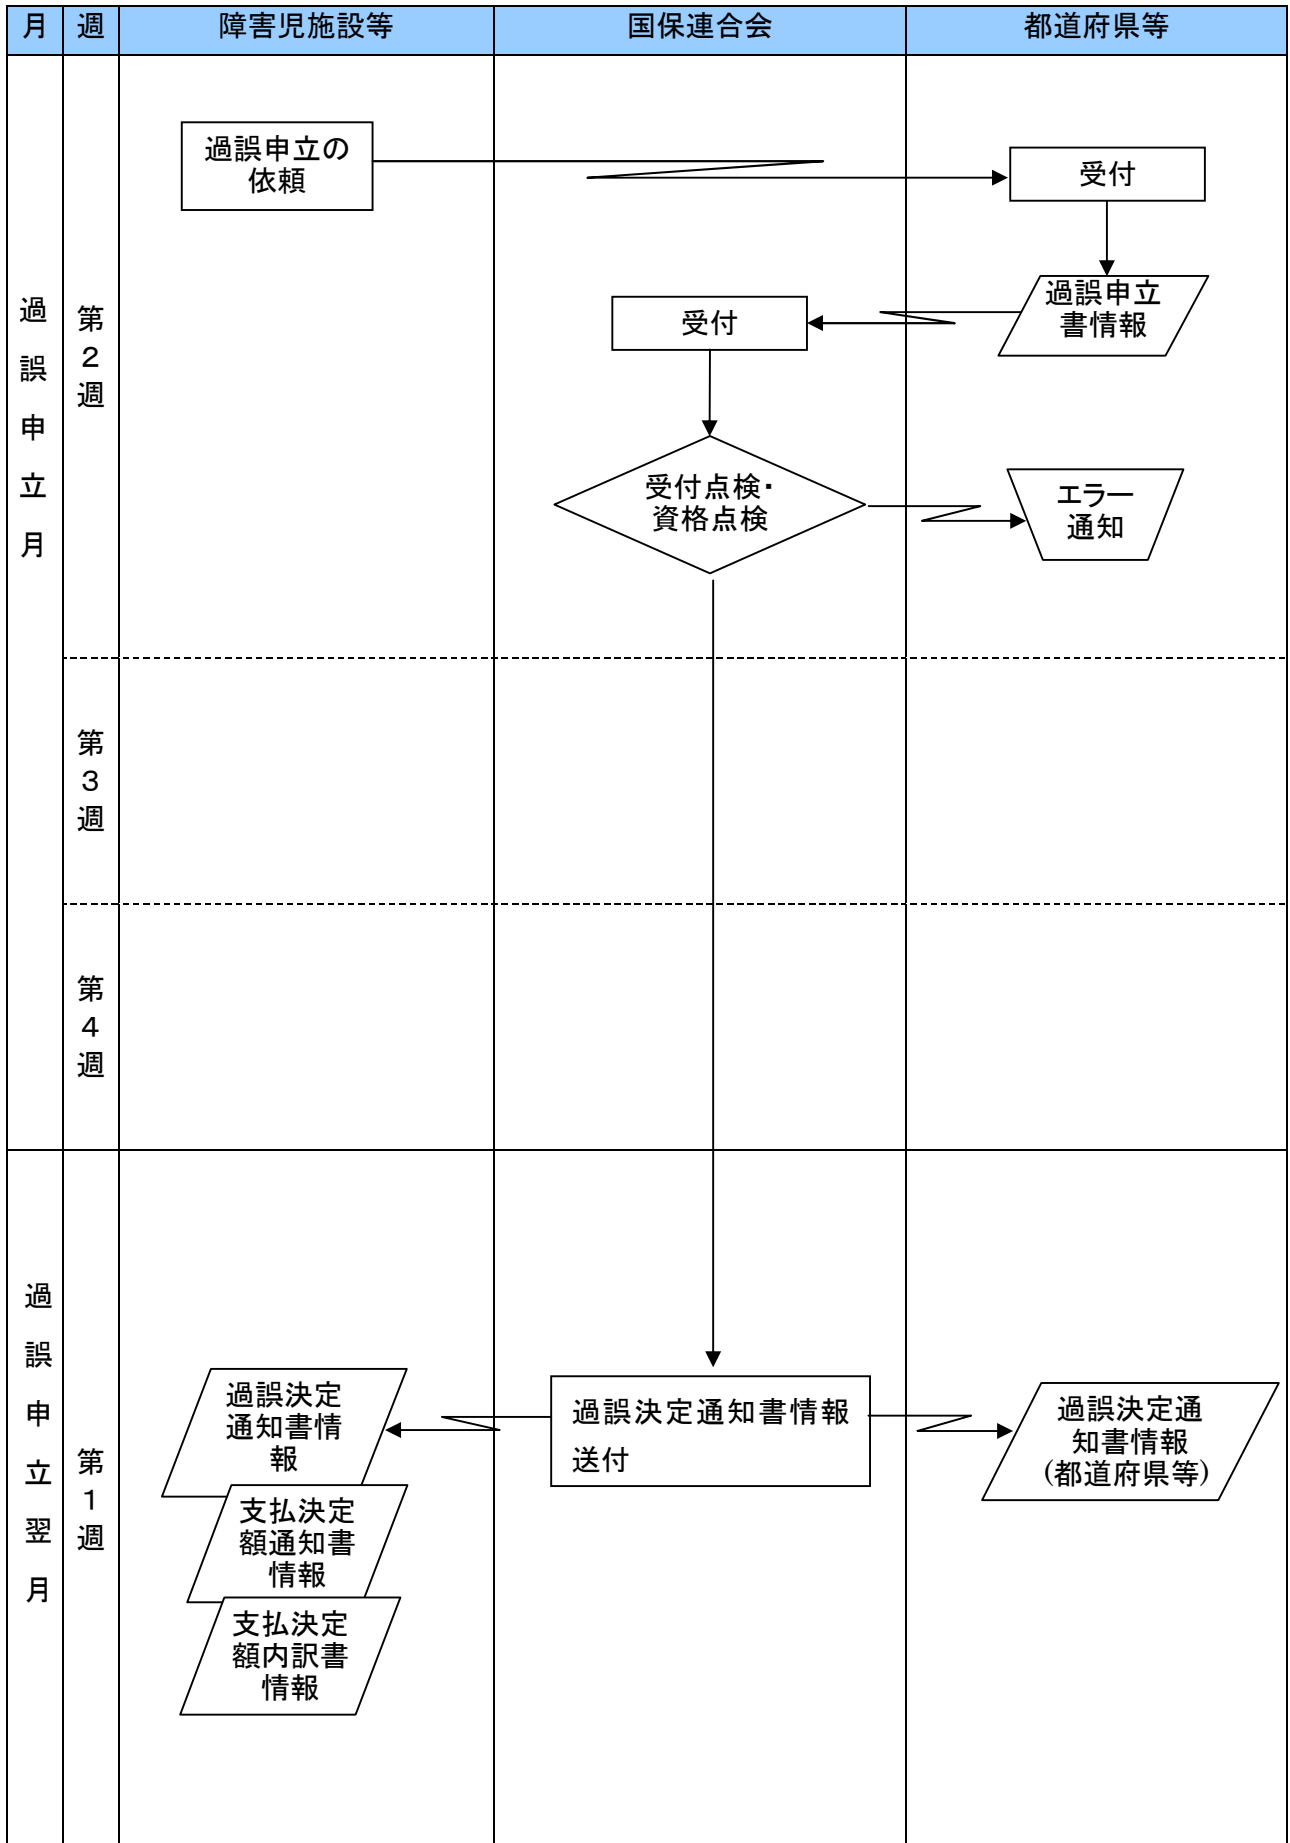 月 週 障害児施設等 国保連合会 都道府県等
過誤申立月
第2週
過誤申立の
依頼
受付
過誤申立
書情報
受付
受付点検・
資格点検
エラー
通知
第3週
第4週
過誤申立翌月
第1週
過誤決定
通知書情
報
支払決定
額通知書
情報
支払決定
額内訳書
情報
過誤決定通知書情報
送付
過誤決定通
知書情報
(都道府県等)